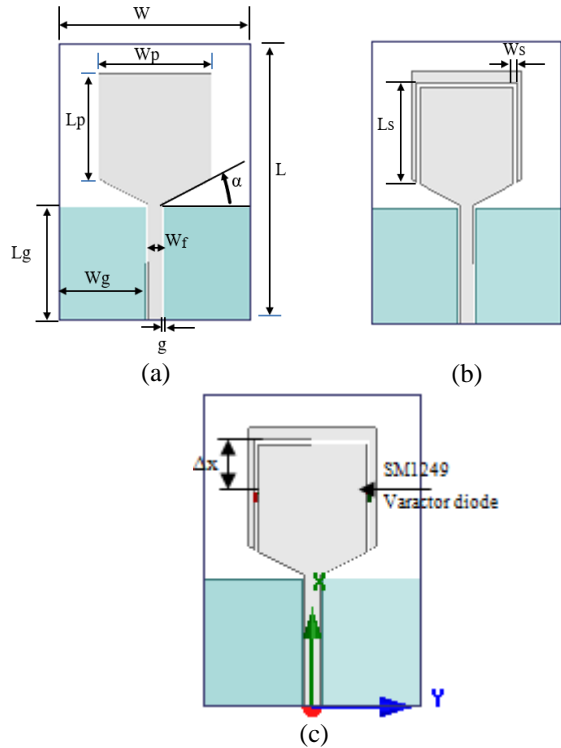 W
Wp
Ws
Lp
Ls
L
α
Lg
Wf
Wg
g
(a)
(b)
Δx
SM1249
Varactor diode
X
Y
(c)